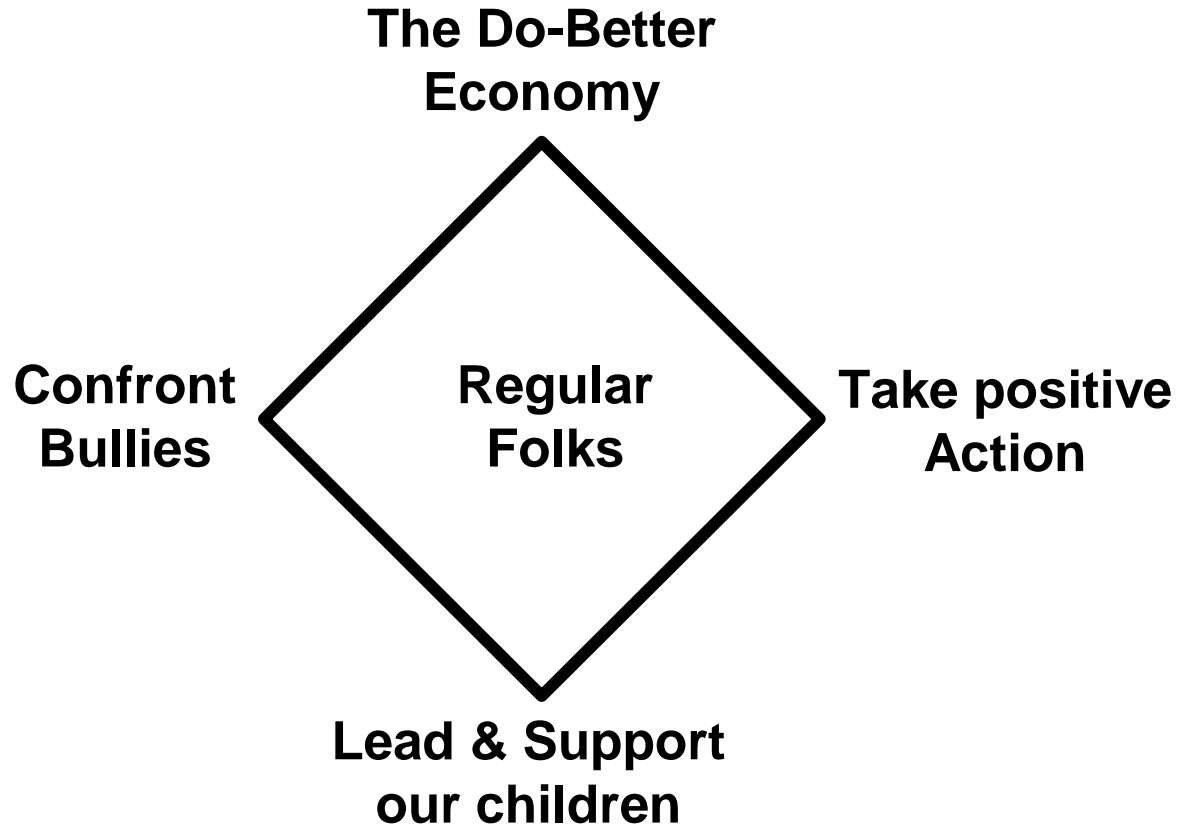 The Do-Better
Economy
Confront
Bullies
Regular
Folks
Take positive
Action
Lead & Support
our children